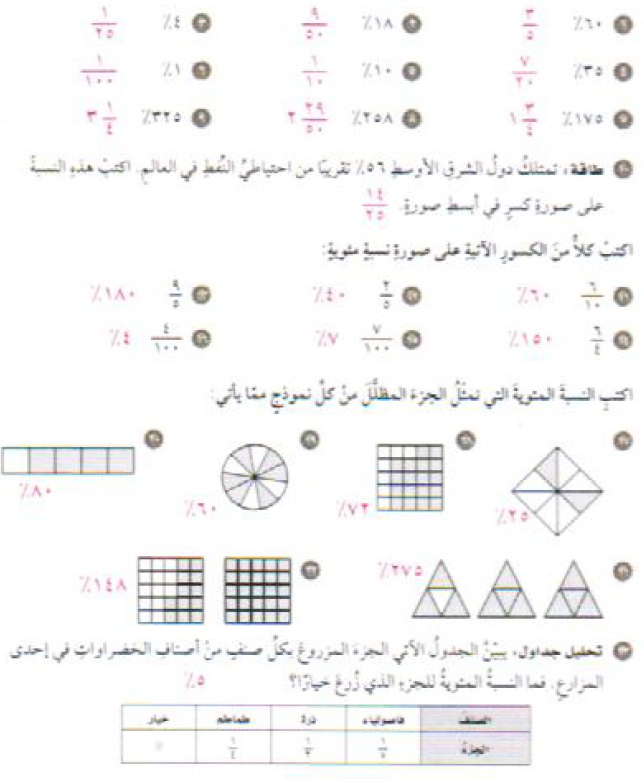 ٪٦٠ ٣/٥ ٪١٨ ٩/٥٠ ٪٤ ١/٢٥
٪٣٥ ٧/٢٠ ٪١٠ ١/١٠ ٪١ ١/١٠٠
٪١٧٥ ١ ٣/٤ ٪٢٥٨ ٢ ٢٩/٥٠ ٪٣٢٥ ٣ ١/٤
طاقة، تمتلكُ دولُ الشرقِ الأوسطِ ٥٦٪ تقريبًا من احتياطيِّ النَّفطِ في العالمِ. اكتبْ هذهِ النسبةَ
على صورةِ كسرٍ في أبسطِ صورةٍ. ١٤/٢٥
اكتبْ كلًّا منَ الكسورِ الآتيةِ على صورةِ نسبةٍ مئويةٍ:
٦/١٠ ٪٦٠ ٢/٥ ٪٤٠ ٩/٥ ٪١٨٠
٦/٤ ٪١٥٠ ٧/١٠٠ ٪٧ ٤/١٠٠ ٪٤
اكتبِ النسبةَ المئويةَ التي تمثِّلُ الجزءَ المظلَّلَ منْ كلِّ نموذجٍ ممّا يأتي:
٪٢٥ ٪٧٢ ٪٦٠ ٪٨٠
٪٢٧٥ ٪١٤٨
تحليل جداول، يبيّنُ الجدولُ الآتي الجزءَ المزروعَ بكلِّ صنفٍ منْ أصنافِ الخضراواتِ في إحدى
المزارعِ. فما النسبةُ المئويةُ للجزءِ الذي زُرعَ خيارًا؟ ٪٥
الصنف فاصولياء ذرة طماطم خيار
الجزءُ ١/٤